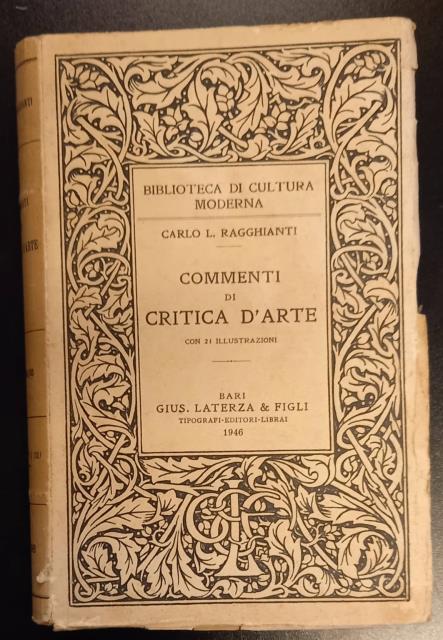 BIBLIOTECA DI CULTURA
MODERNA
CARLO L. RAGGHIANTI
COMMENTI
DI
CRITICA D'ARTE
CON 21 ILLUSTRAZIONI
BARI
GIUS. LATERZA & FIGLI
TIPOGRAFI-EDITORI-LIBRAI
1946